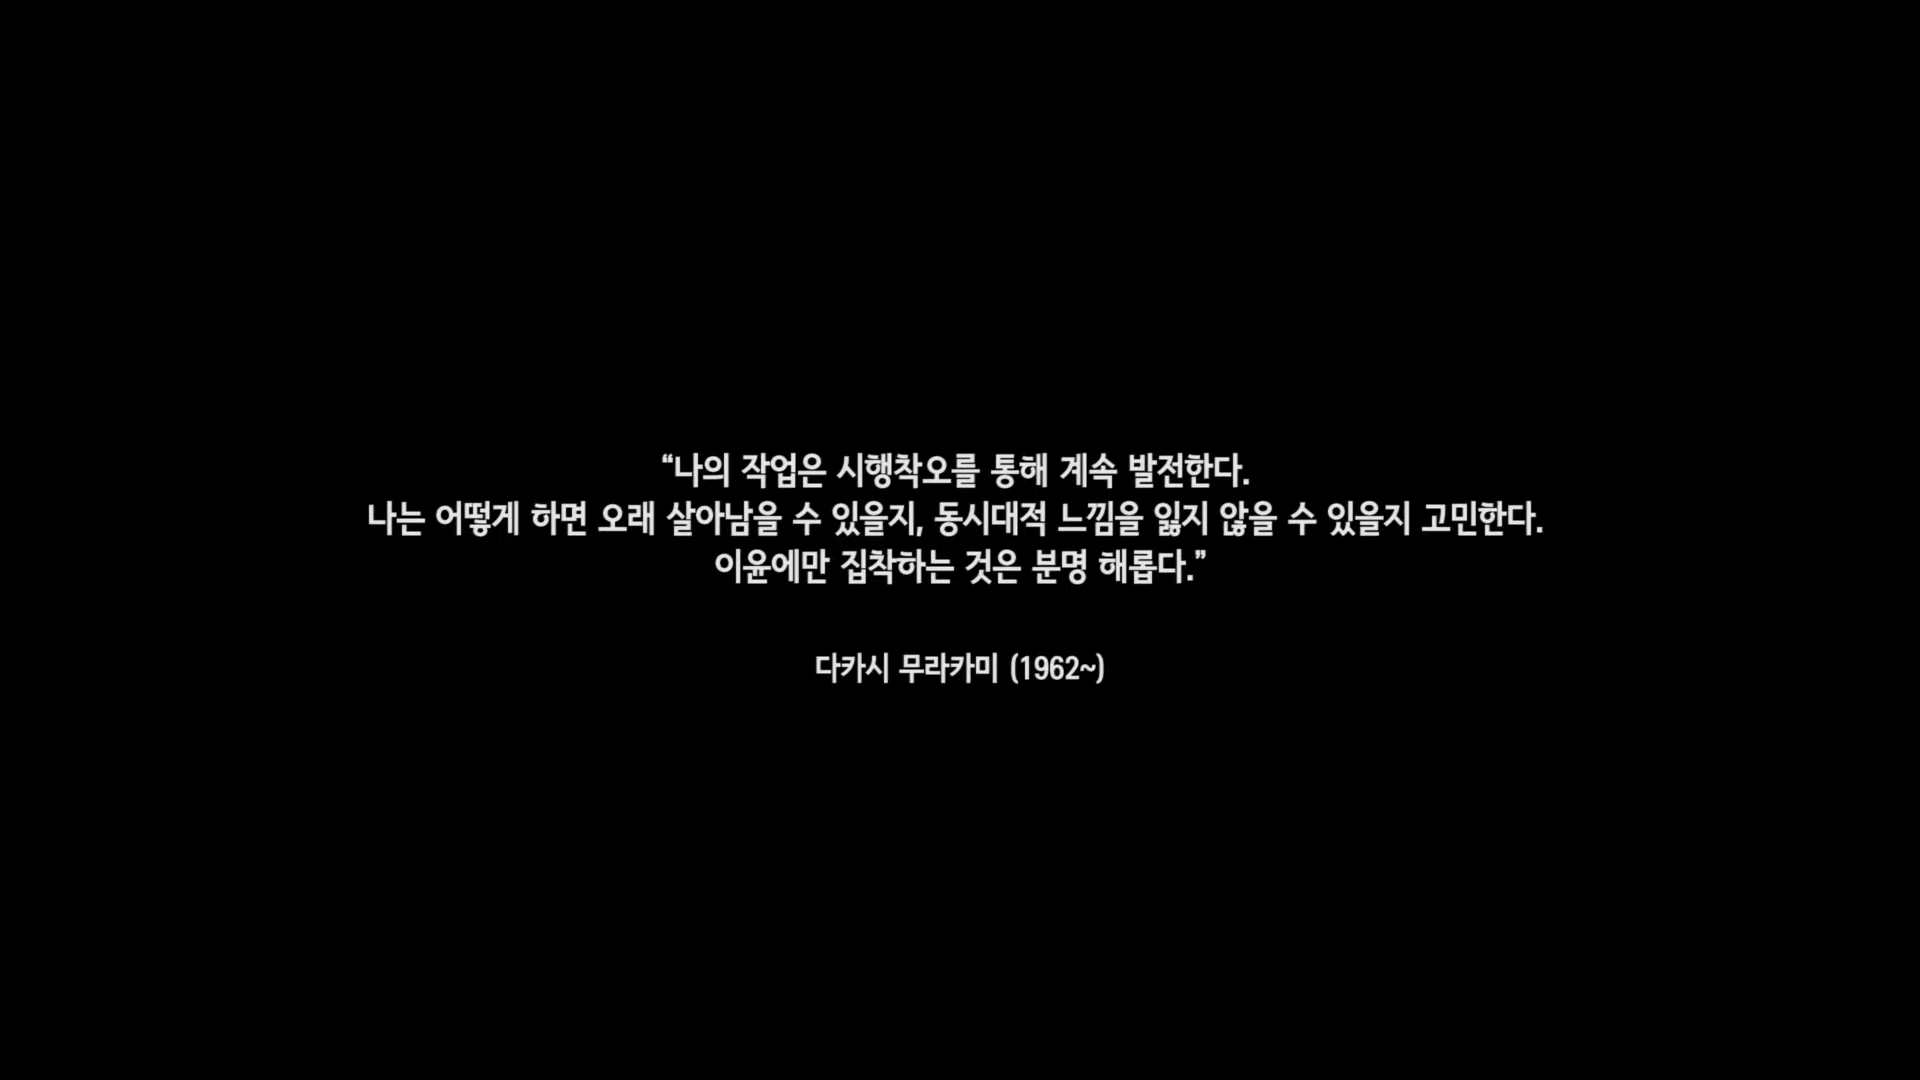 “나의 작업은 시행착오를 통해 계속 발전한다.
나는 어떻게 하면 오래 살아남을 수 있을지, 동시대적 느낌을 잃지 않을 수 있을지 고민한다.
이윤에만 집착하는 것은 분명 해롭다.”
다카시 무라카미 (1962~)